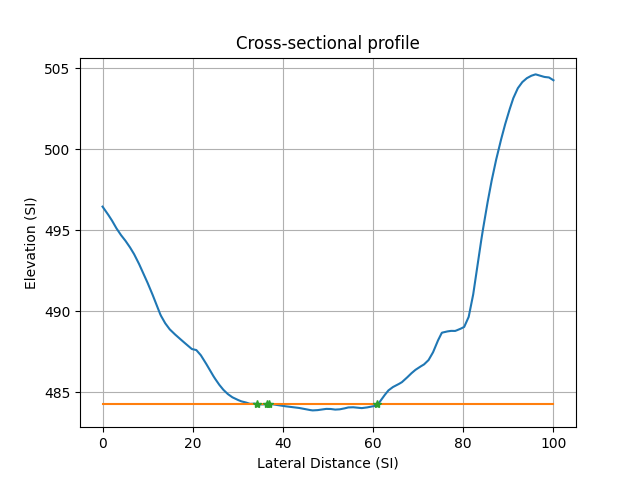 Cross-sectional profile
505
500
495
490
485
Elevation (SI)
0 20 40 60 80 100
Lateral Distance (SI)